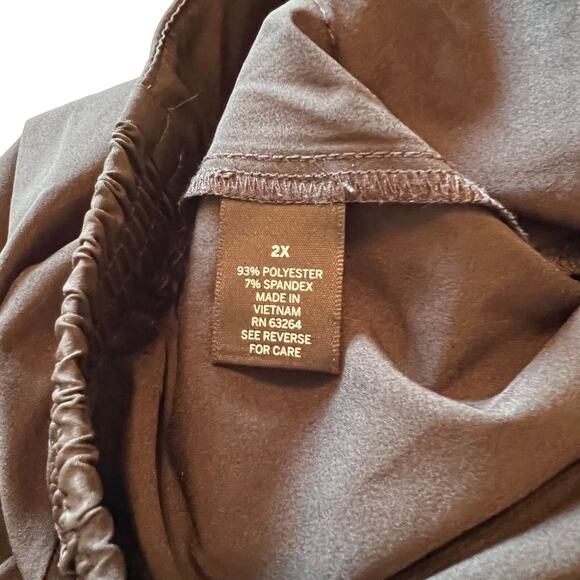 2X
93% POLYESTER
7% SPANDEX
MADE IN
VIETNAM
RN 63264
SEE REVERSE
FOR CARE